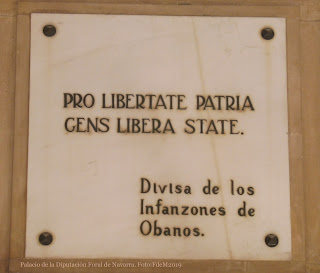 PRO LIBERTATE PATRIA
GENS LIBERA STATE.
Divisa de los
Infanzones de
Obanos.
Palacio de la Diputación Foral de Navarra. Foto FdeM2019